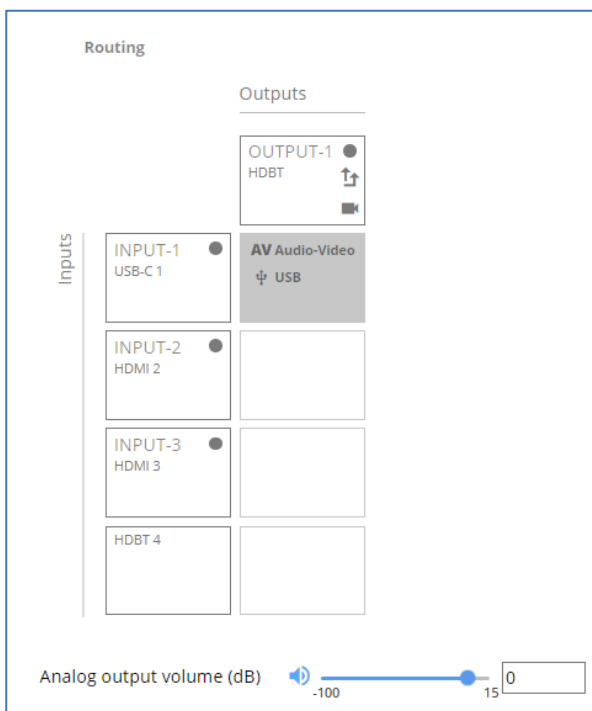 Routing
Outputs
OUTPUT-1
HDBT
Inputs
INPUT-1
USB-C 1
AV Audio-Video
USB
INPUT-2
HDMI 2
INPUT-3
HDMI 3
HDBT 4
Analog output volume (dB)
0
-100
15